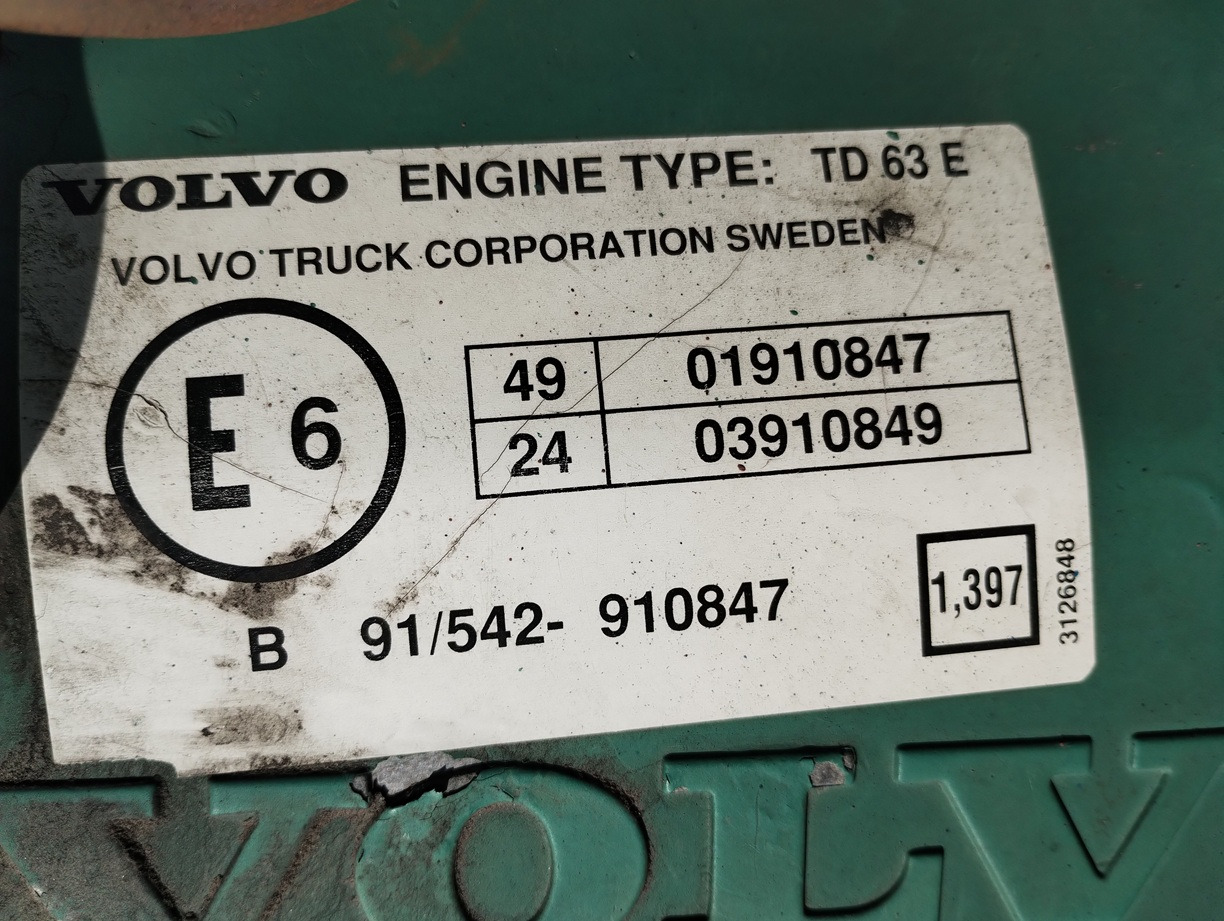 VOLVO ENGINE TYPE: TD 63 E
VOLVO TRUCK CORPORATION SWEDEN
E 6
49 01910847
24 03910849
B 91/542- 910847
1,397
3126848
VOLV